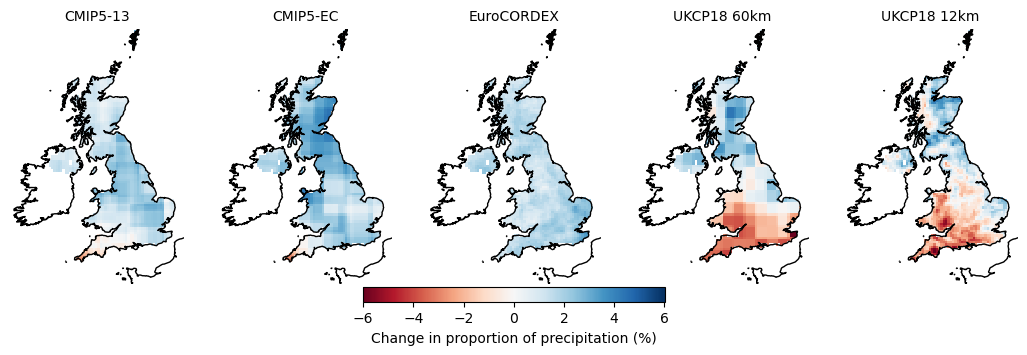 CMIP5-13 CMIP5-EC EuroCORDEX UKCP18 60km UKCP18 12km
−6 −4 −2 0 2 4 6
Change in proportion of precipitation (%)